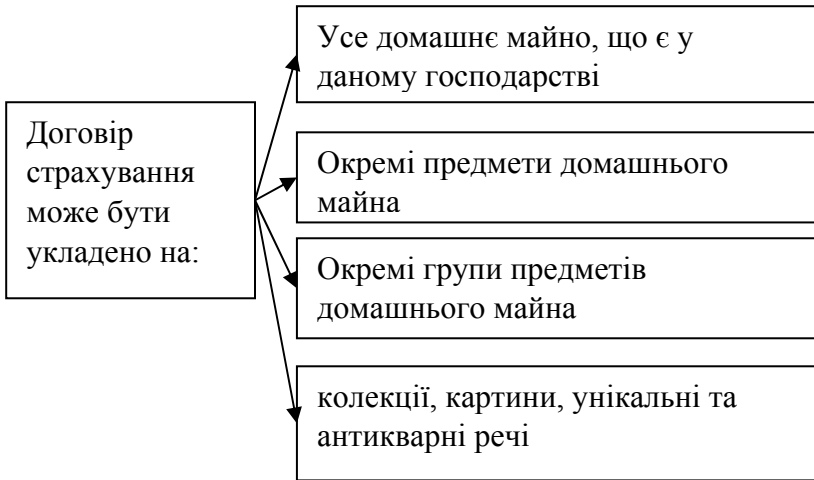 Договір
страхування
може бути
укладено на:
Усе домашнє майно, що є у
даному господарстві
Окремі предмети домашнього
майна
Окремі групи предметів
домашнього майна
колекції, картини, унікальні та
антикварні речі